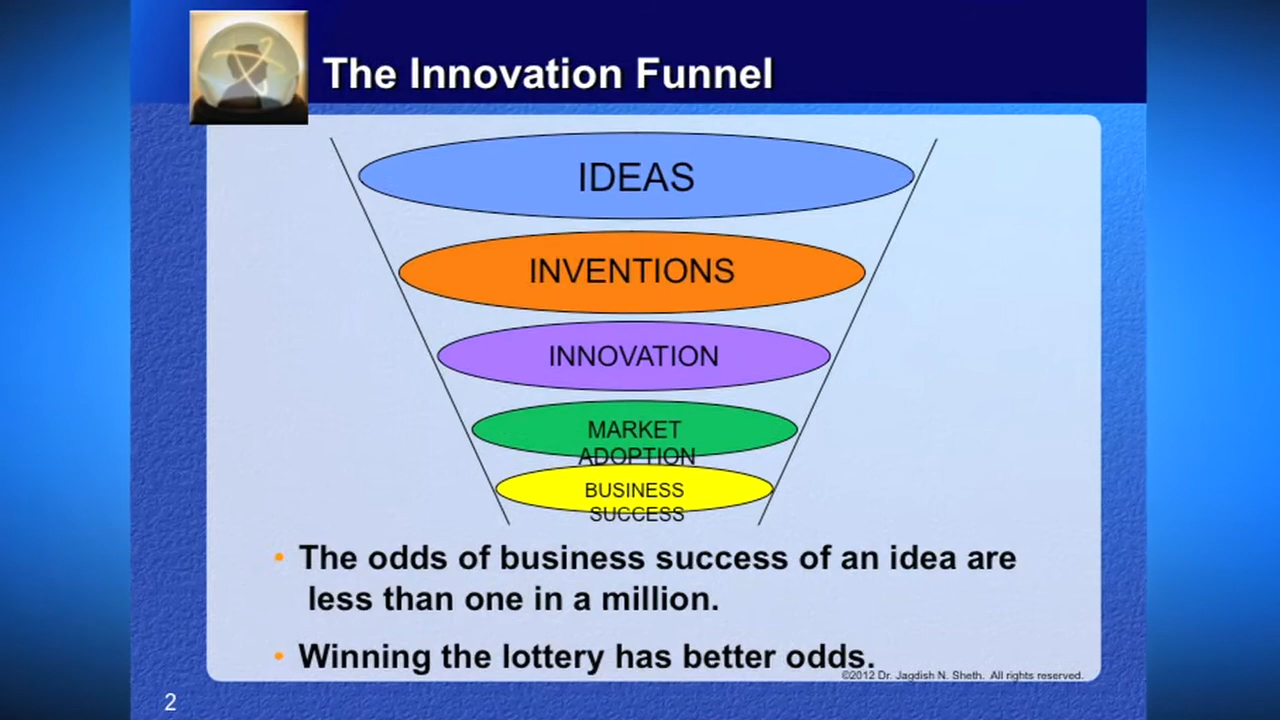 The Innovation Funnel
IDEAS
INVENTIONS
INNOVATION
MARKET
ADOPTION
BUSINESS
SUCCESS
• The odds of business success of an idea are
less than one in a million.
• Winning the lottery has better odds.
©2012 Dr. Jagdish N. Sheth. All rights reserved.
2